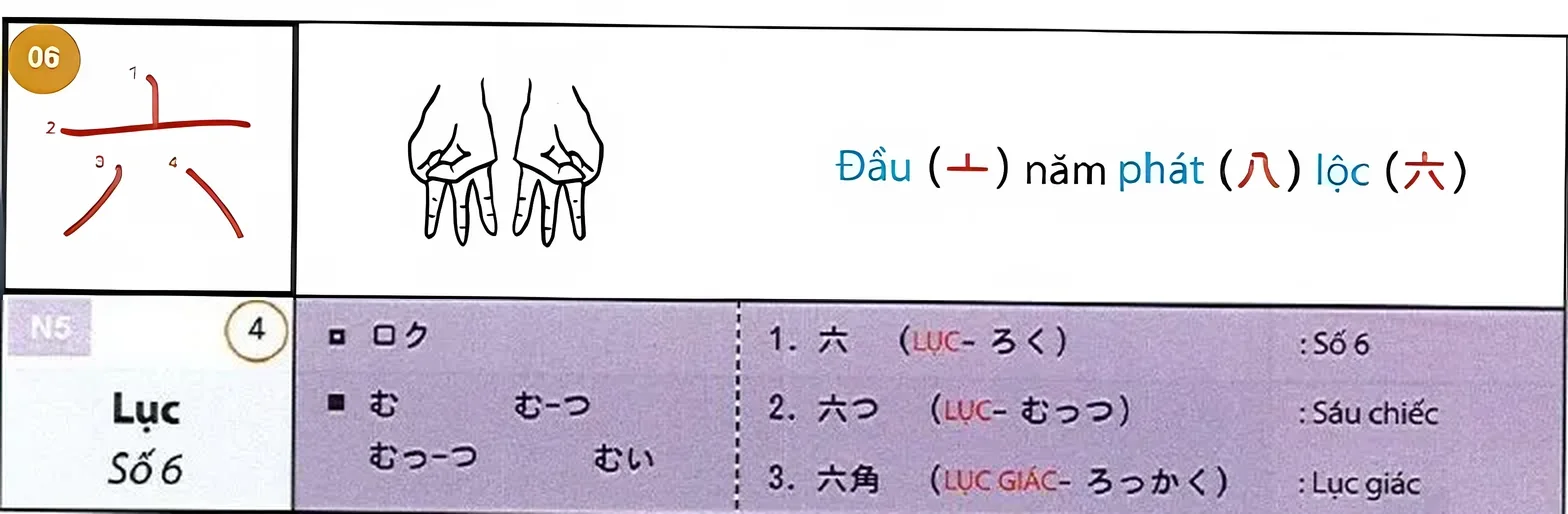 06
1
2
3 4
六
Đầu (亠) năm phát (八) lộc (六)
N5
4
Lục
Số 6
ロク
む む-つ
むっ-つ むい
1. 六 (LỤC- ろく) : Số 6
2. 六つ (LỤC- むっつ) : Sáu chiếc
3. 六角 (LỤC GIÁC- ろっかく) : Lục giác